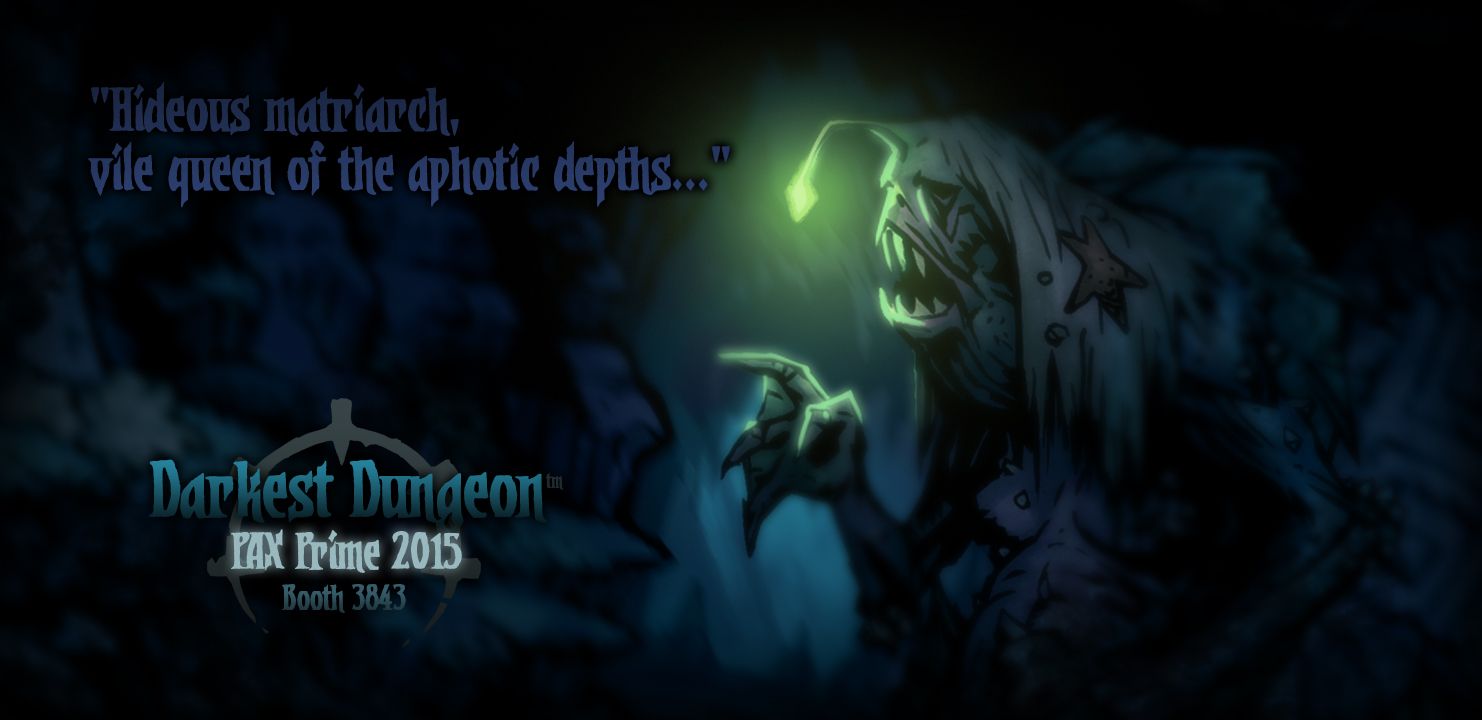 "Hideous matriarch,
vile queen of the aphotic depths..."
Darkest Dungeon™
PAX Prime 2015
Booth 3843